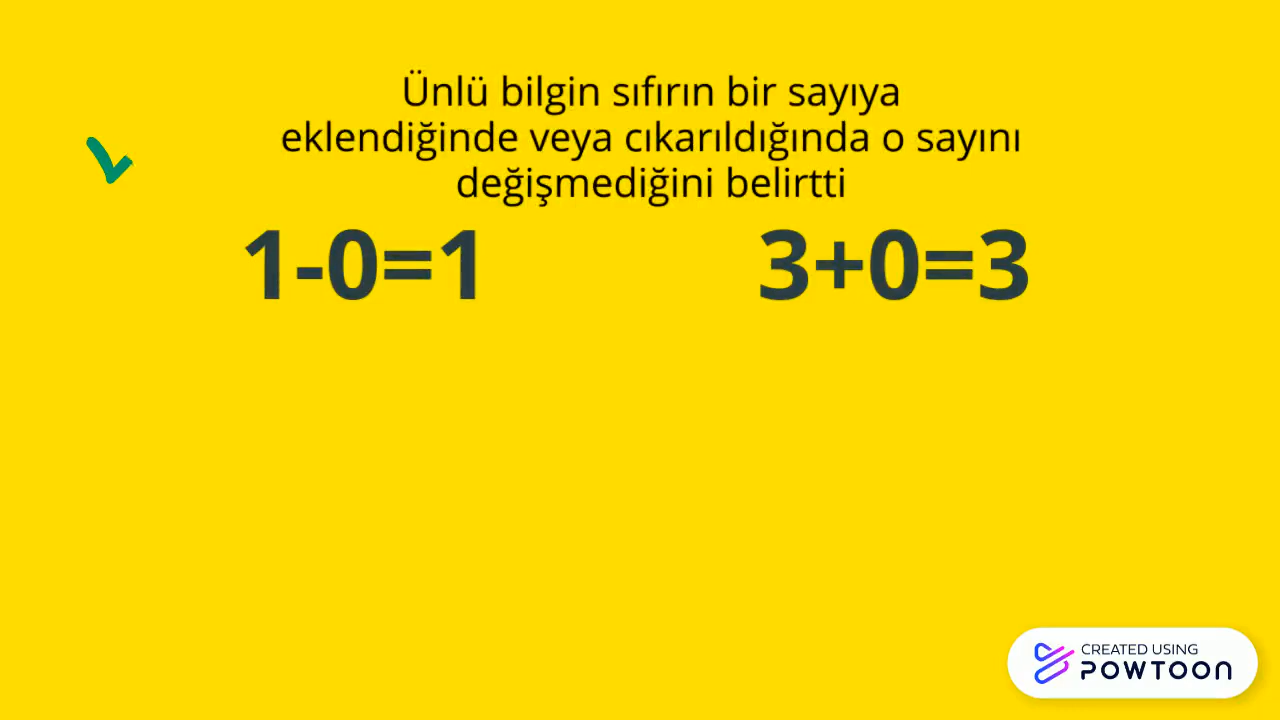 Ünlü bilgin sıfırın bir sayıya
eklendiğinde veya cıkarıldığında o sayını
değişmediğini belirtti
1-0=1 3+0=3
CREATED USING
POWTOON